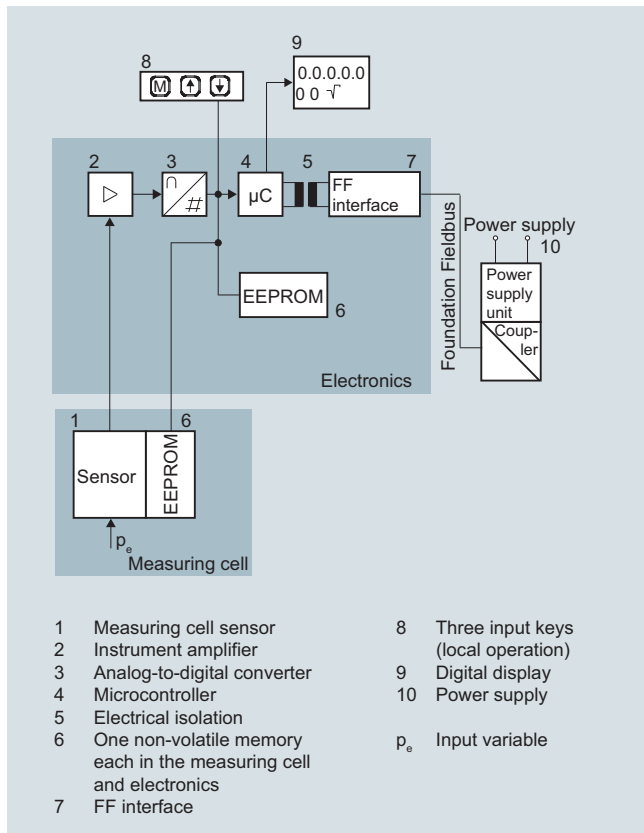 8
9
M
0.0.0.0.0
0 0 √
2
3
4
5
7
∩
#
µC
FF
interface
Power supply
10
Power
supply
unit
Coup-
ler
Foundation Fieldbus
EEPROM
6
Electronics
1
6
Sensor
EEPROM
pe
Measuring cell
1 Measuring cell sensor
2 Instrument amplifier
3 Analog-to-digital converter
4 Microcontroller
5 Electrical isolation
6 One non-volatile memory
each in the measuring cell
and electronics
7 FF interface
8 Three input keys
(local operation)
9 Digital display
10 Power supply
pe Input variable